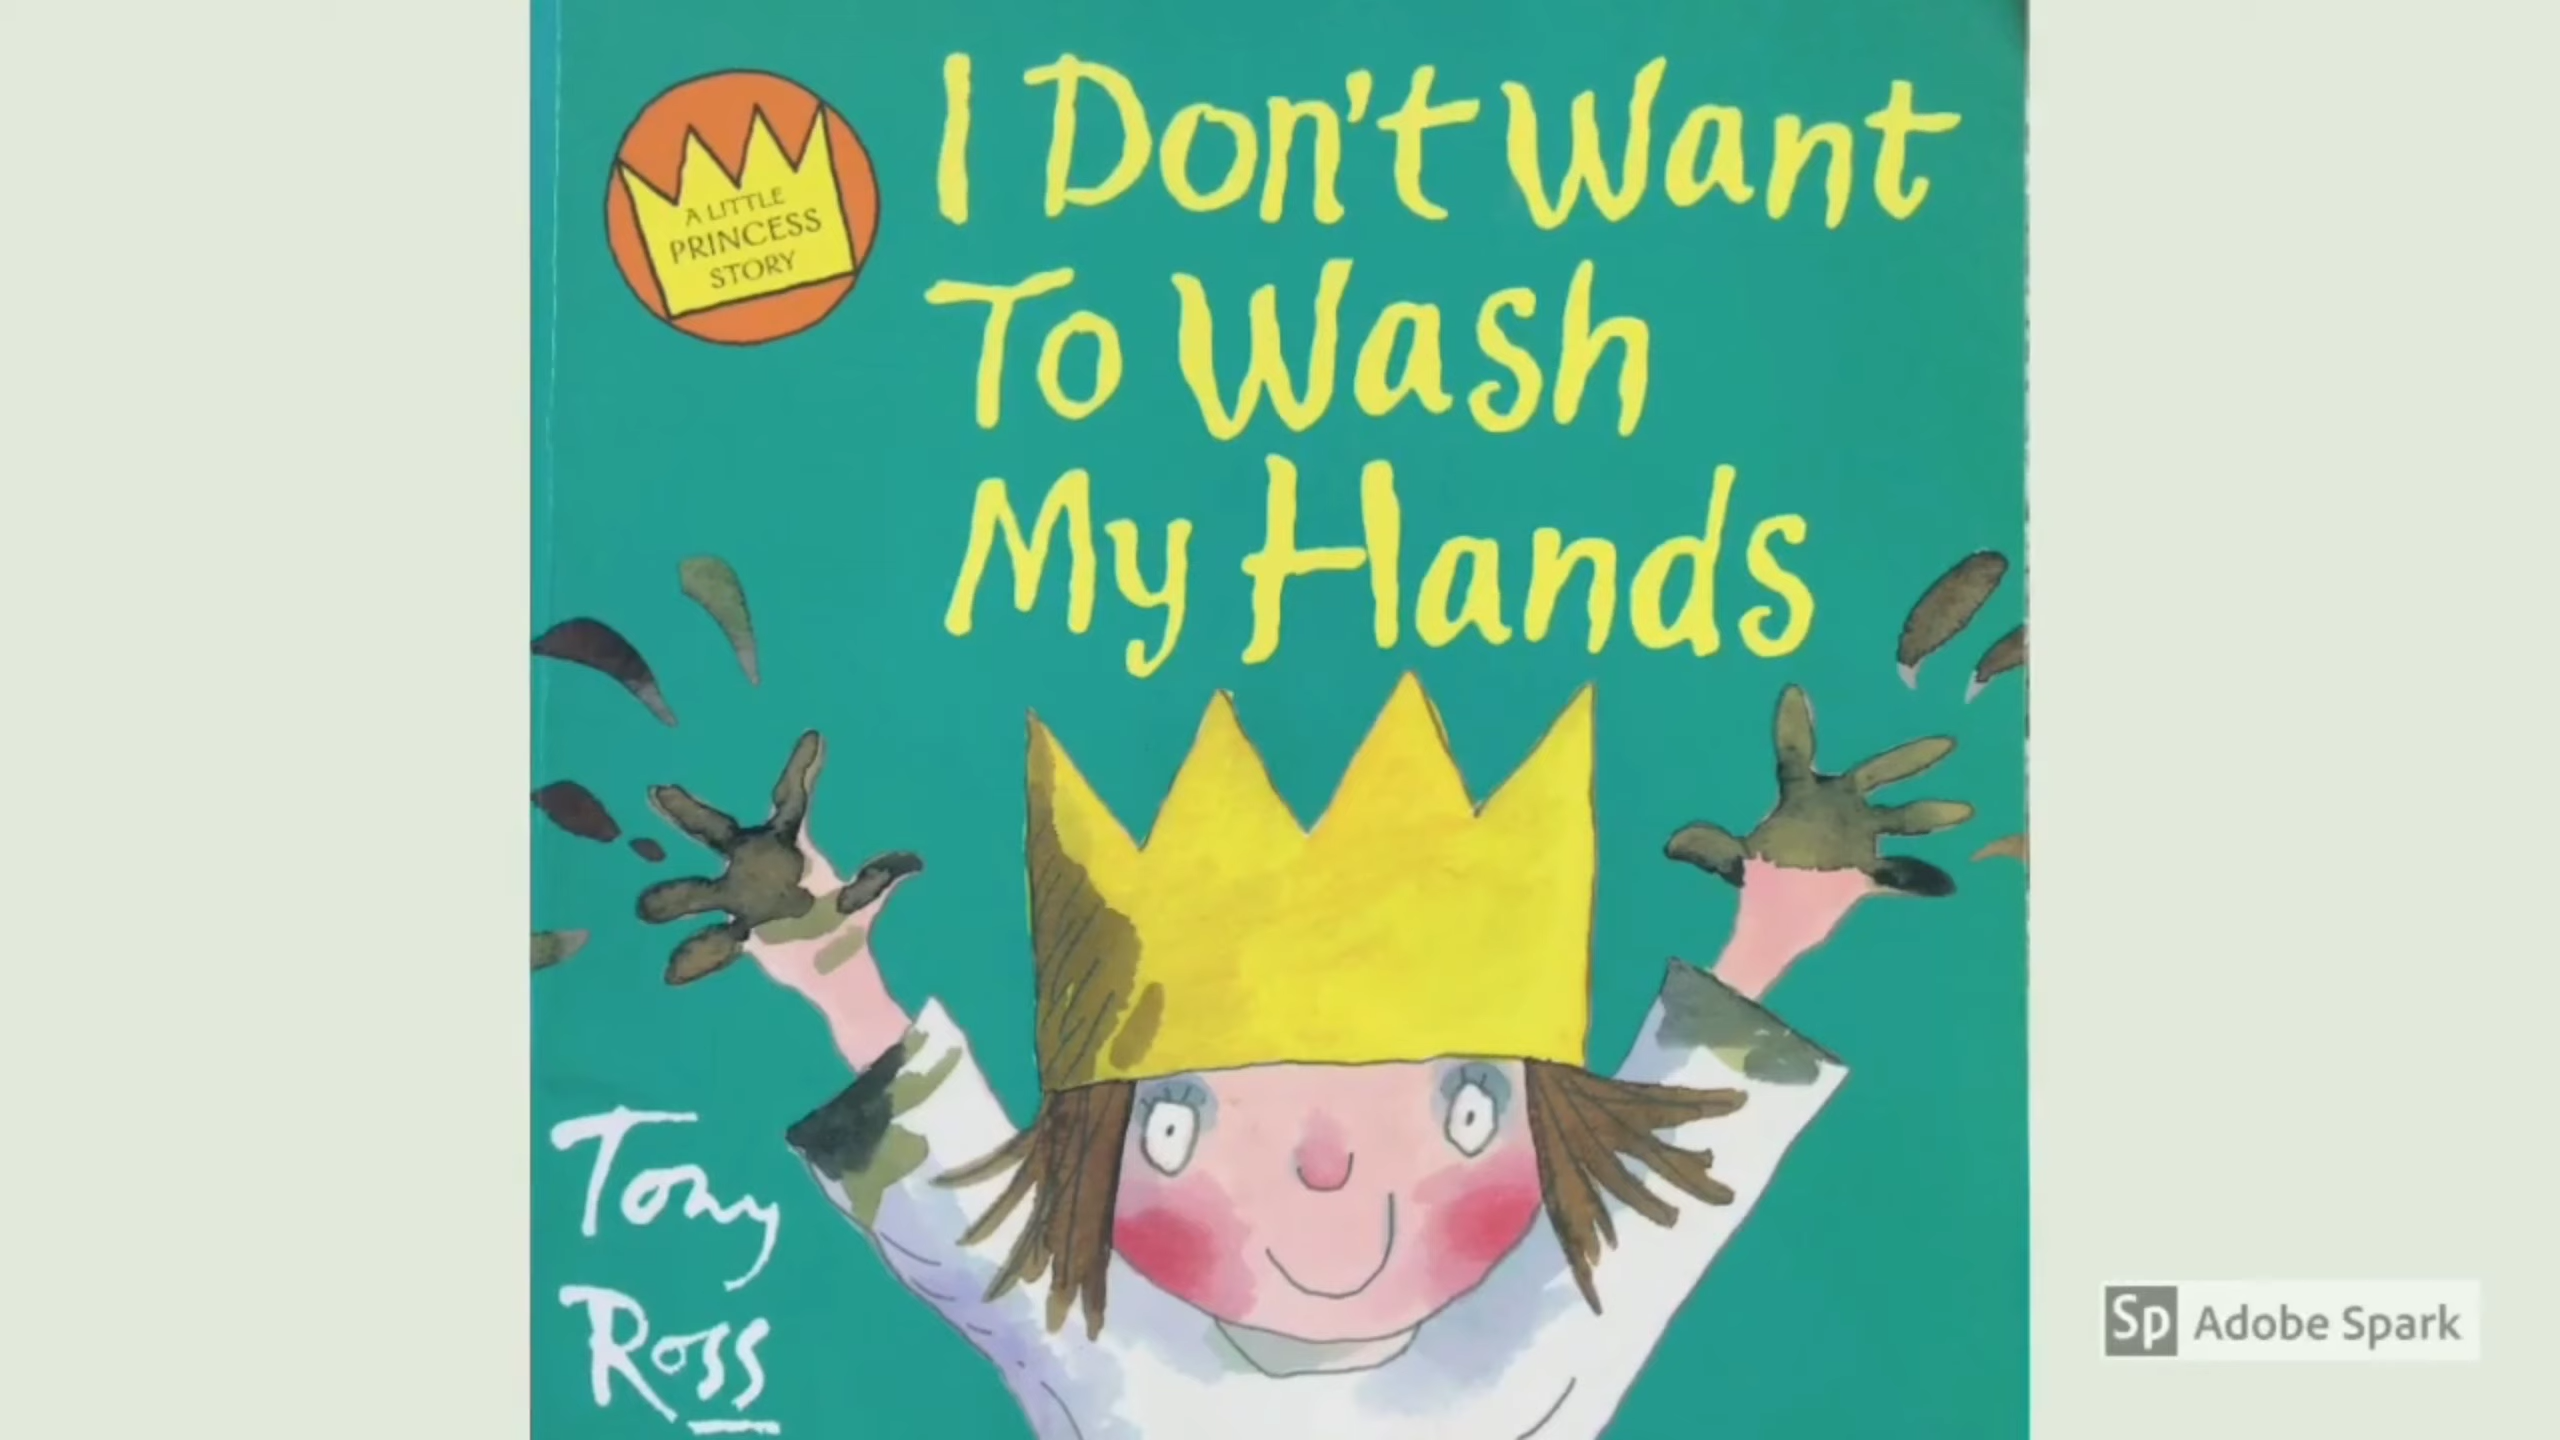 A LITTLE
PRINCESS
STORY
I Don't Want
To Wash
My Hands
Tony
Ross
Sp Adobe Spark